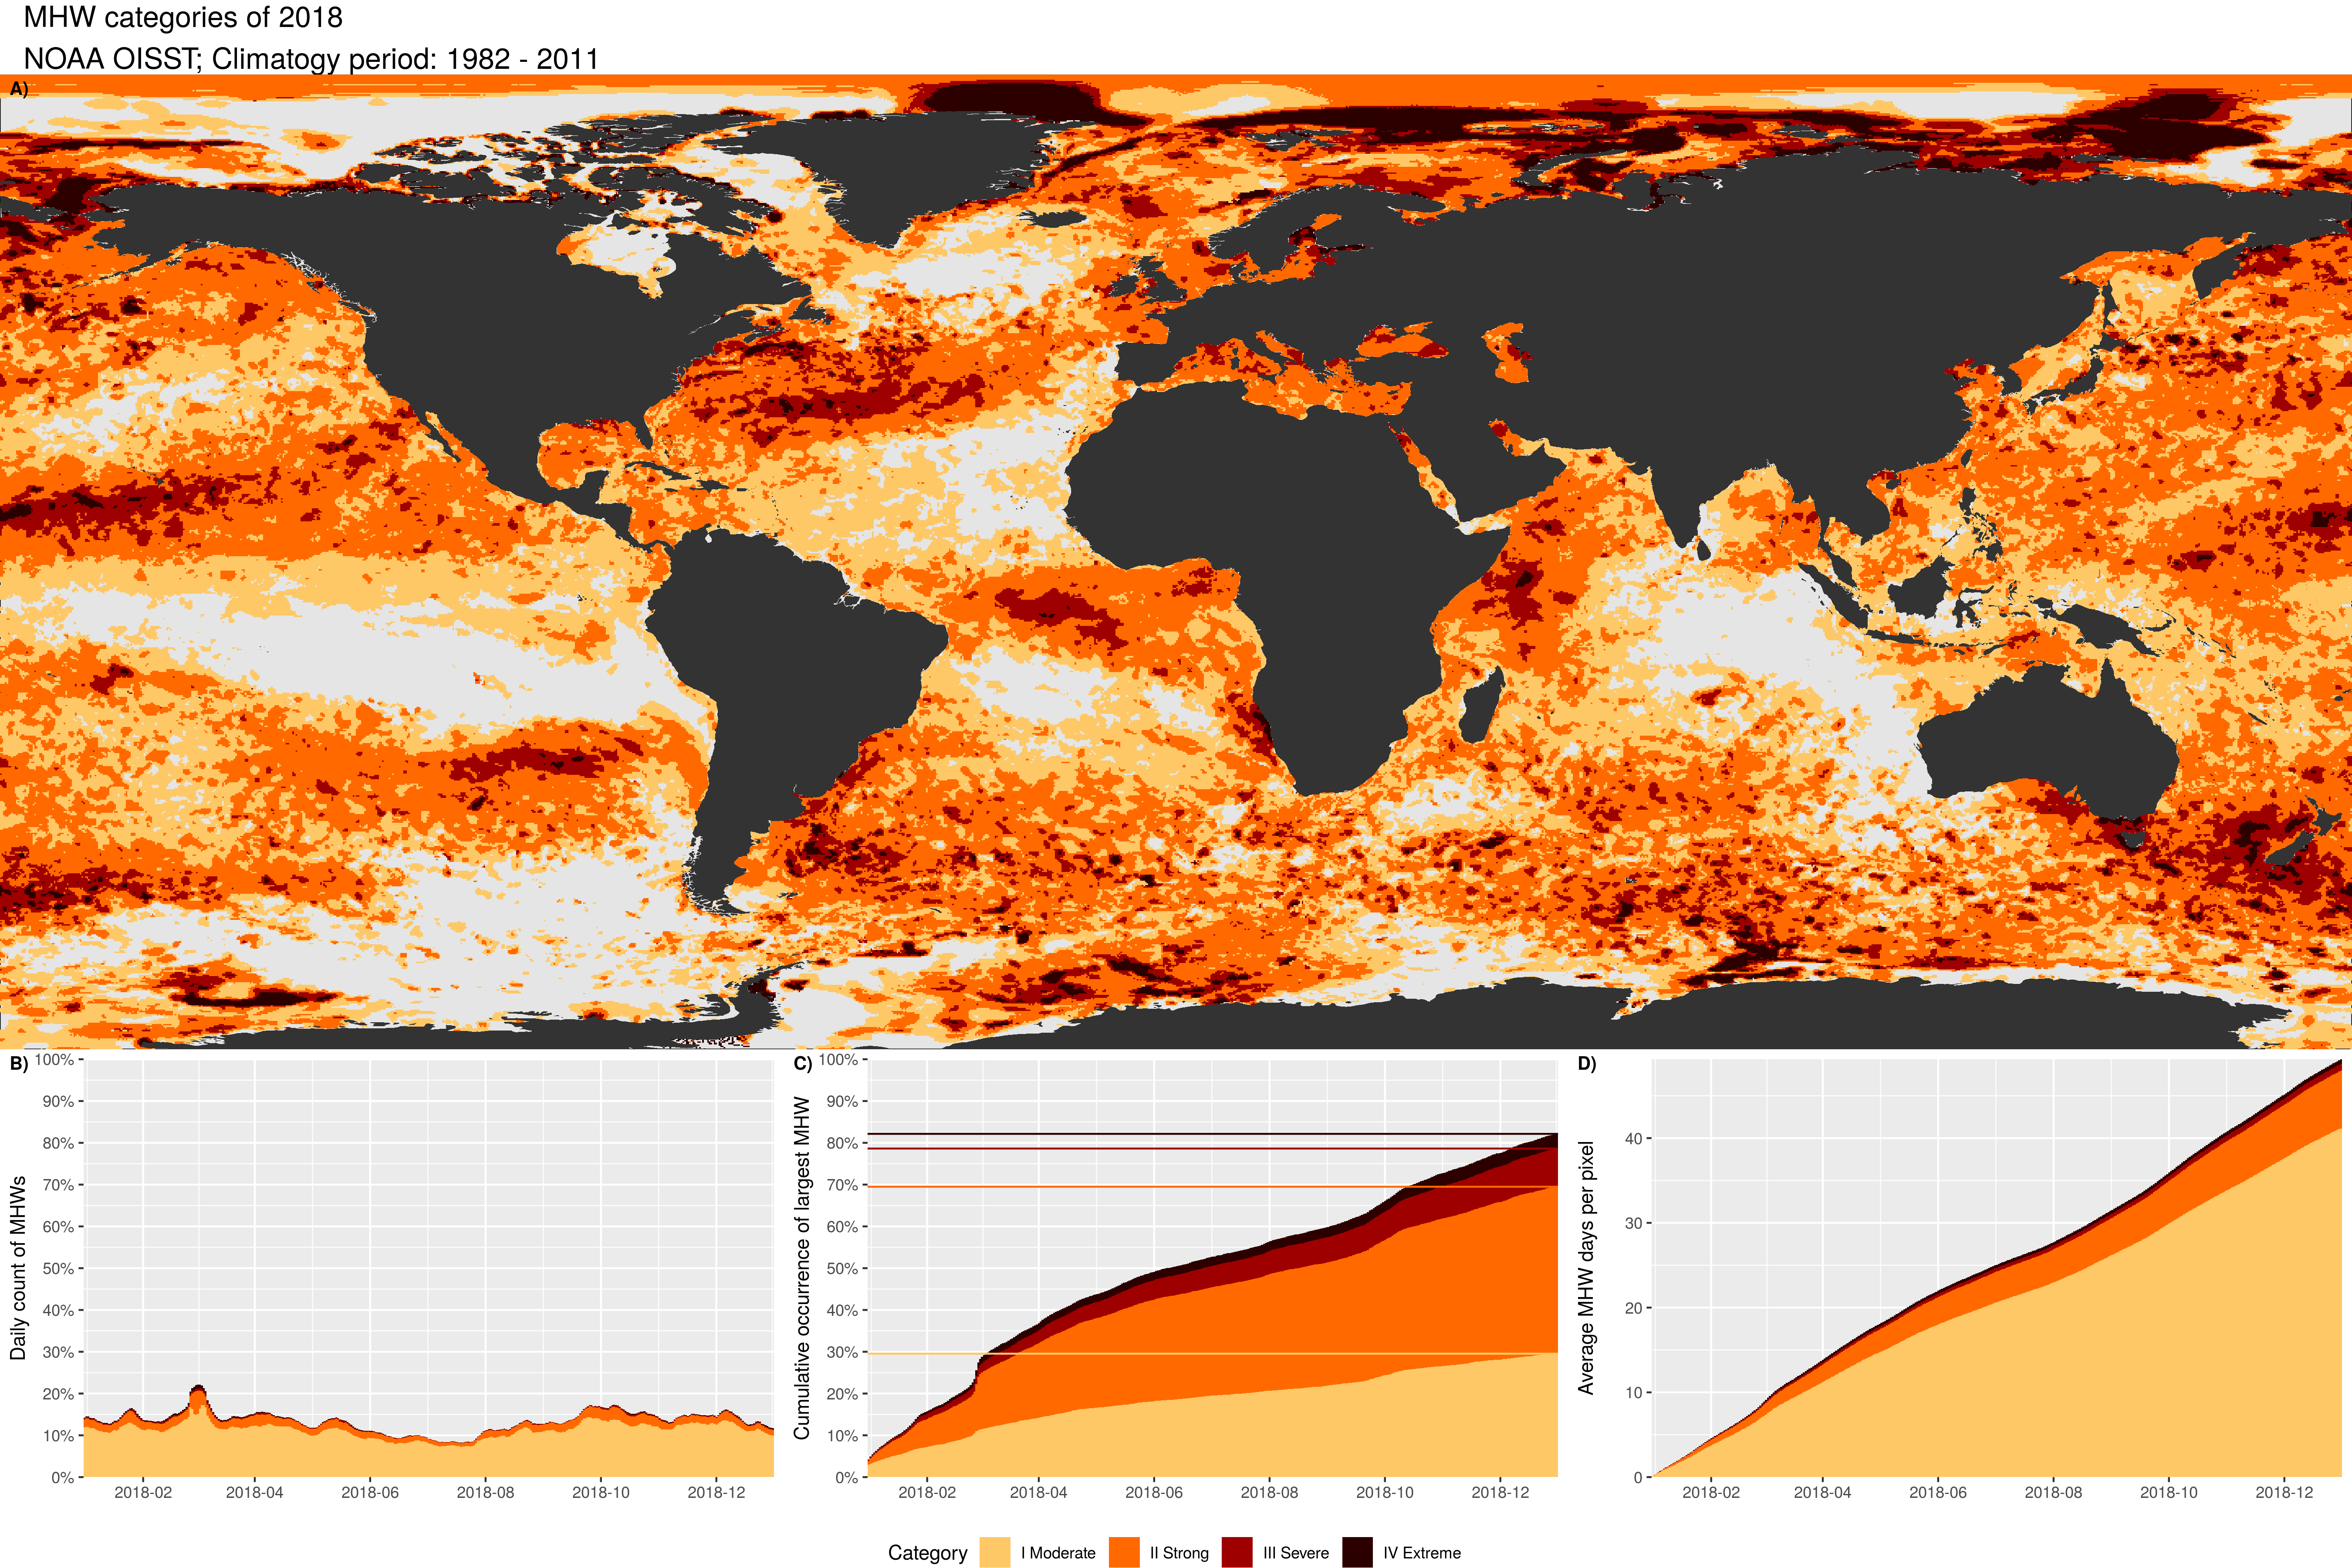 MHW categories of 2018
NOAA OISST; Climatogy period: 1982 - 2011
A)
B)
Daily count of MHWs
100%
90%
80%
70%
60%
50%
40%
30%
20%
10%
0%
2018-02 2018-04 2018-06 2018-08 2018-10 2018-12
C)
Cumulative occurrence of largest MHW
100%
90%
80%
70%
60%
50%
40%
30%
20%
10%
0%
2018-02 2018-04 2018-06 2018-08 2018-10 2018-12
D)
Average MHW days per pixel
40
30
20
10
0
2018-02 2018-04 2018-06 2018-08 2018-10 2018-12
Category I Moderate II Strong III Severe IV Extreme